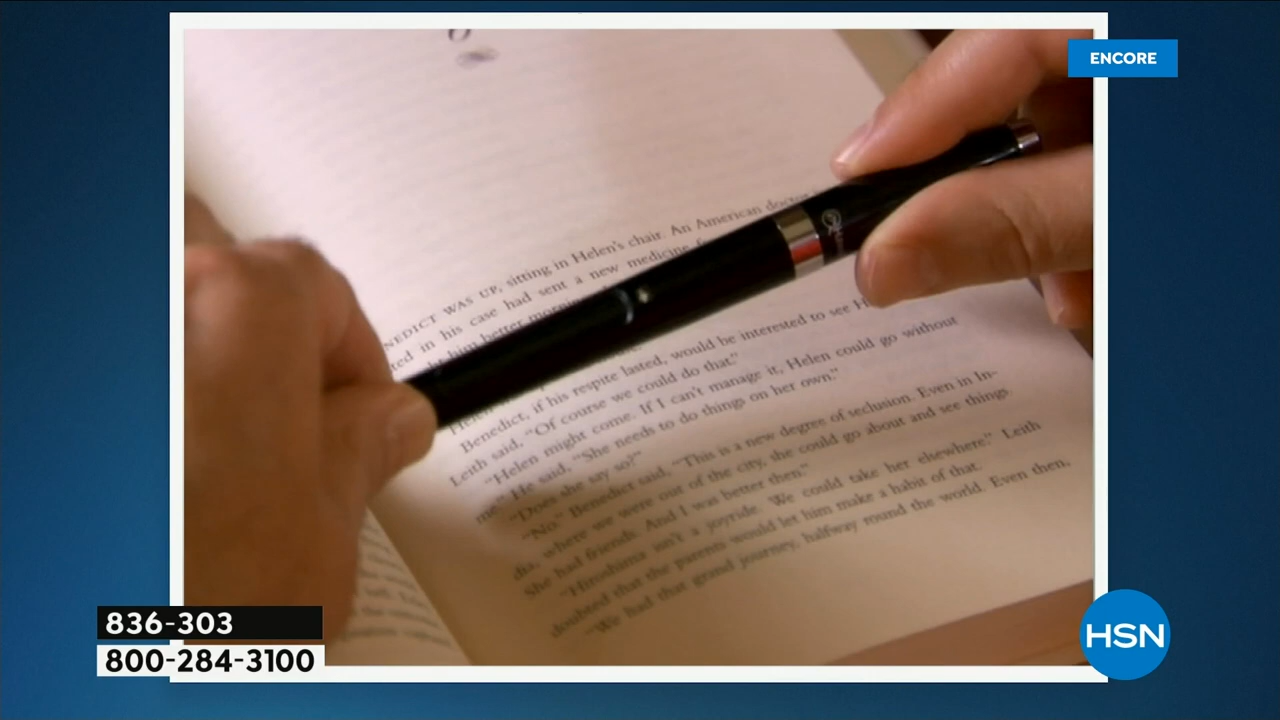 ENCORE
NEDICT WAS UP, sitting in Helen's chair. An American doctor
ted in his case had sent a new medicine
him better morning
Benedict, if his respite lasted, would be interested to see
Leith said, "Of course we could do that."
"Helen might come. If I can't manage it, Helen could go without
me." He said, "She needs to do things on her own."
"Does she say so?"
"No." Benedict said, "This is a new degree of seclusion. Even in In-
dia, where we were out of the city, she could go about and see things.
She had friends. And I was better then."
"Hiroshima isn't a joyride. We could take her elsewhere." Leith
doubted that the parents would let him make a habit of that.
"We had that grand journey, halfway round the world. Even then,
836-303
800-284-3100
HSN